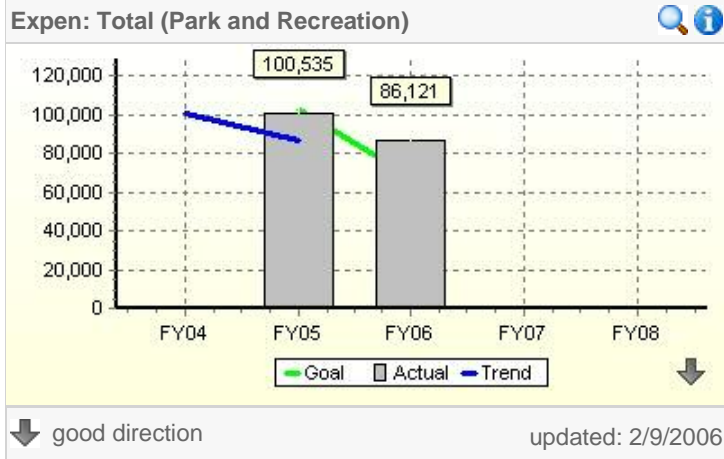 Expen: Total (Park and Recreation)
100,535
86,121
120,000
100,000
80,000
60,000
40,000
20,000
0
FY04 FY05 FY06 FY07 FY08
Goal Actual Trend
good direction updated: 2/9/2006